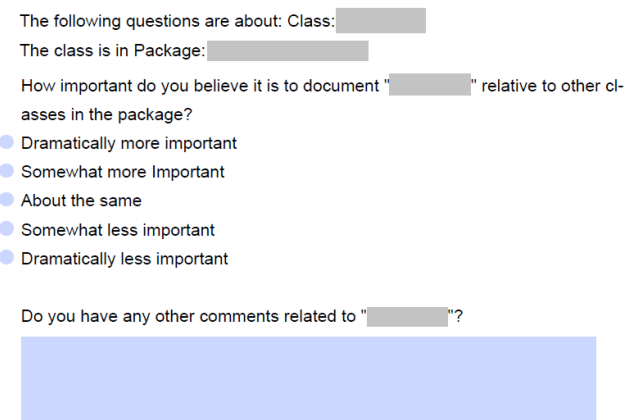 The following questions are about: Class:
The class is in Package:
How important do you believe it is to document "" relative to other cl-
asses in the package?
Dramatically more important
Somewhat more Important
About the same
Somewhat less important
Dramatically less important
Do you have any other comments related to ""?